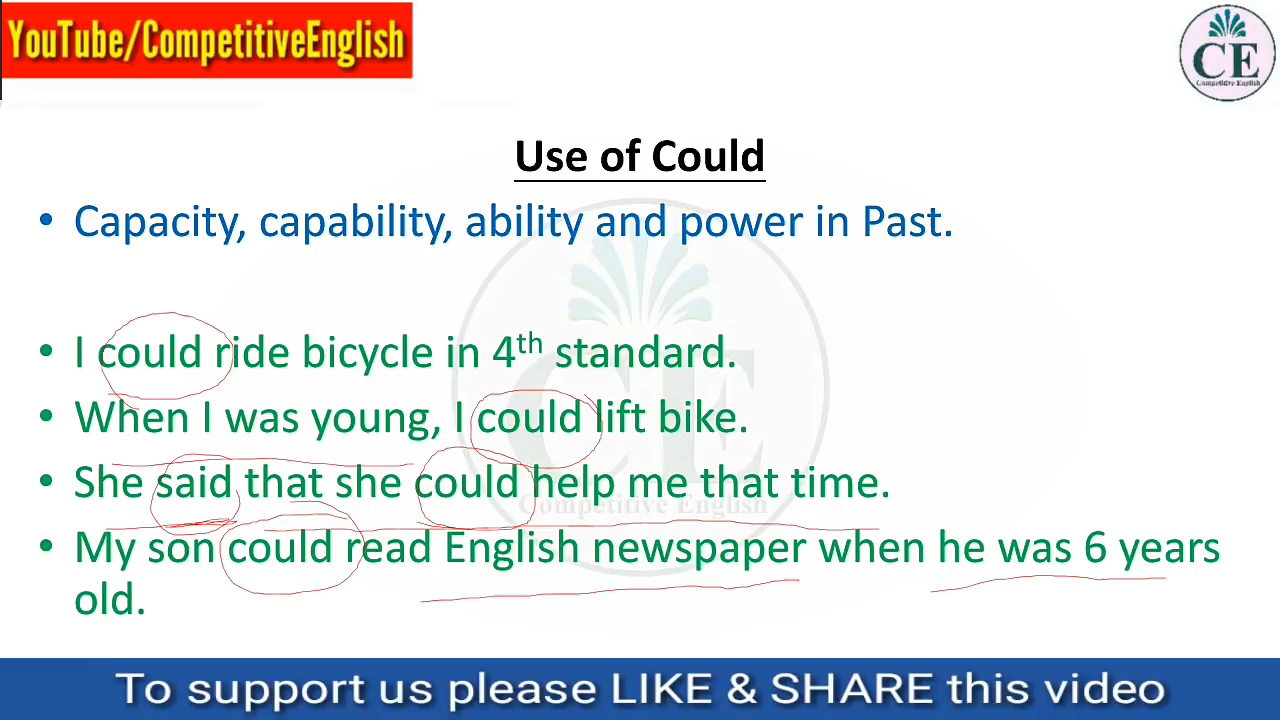 YouTube/CompetitiveEnglish
CE
Competitive English
Use of Could
• Capacity, capability, ability and power in Past.
• I could ride bicycle in 4th standard.
• When I was young, I could lift bike.
• She said that she could help me that time.
CE
Competitive English
• My son could read English newspaper when he was 6 years
old.
To support us please LIKE & SHARE this video